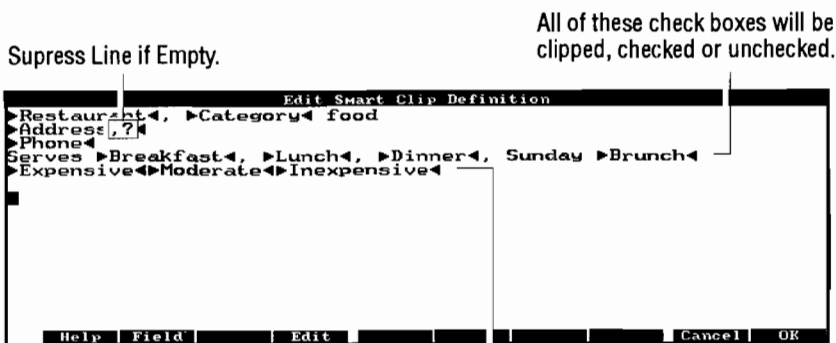 All of these check boxes will be
clipped, checked or unchecked.
Supress Line if Empty.
Edit Smart Clip Definition
▶Restaurant◀, ▶Category◀ food
▶Address,?◀
▶Phone◀
Serves ▶Breakfast◀, ▶Lunch◀, ▶Dinner◀, Sunday ▶Brunch◀
▶Expensive◀▶Moderate◀▶Inexpensive◀
Help Field Edit Cancel OK